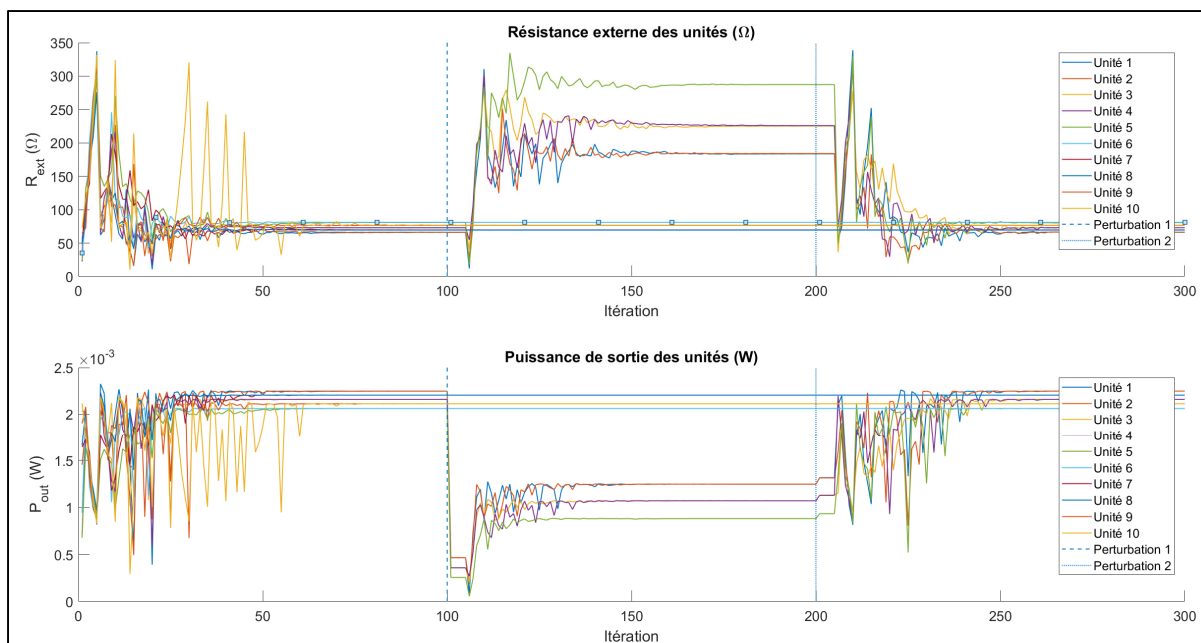 Résistance externe des unités (Ω)
350
300
250
200
150
100
50
0
R_ext (Ω)
0
50
100
150
200
250
300
Itération
Unité 1
Unité 2
Unité 3
Unité 4
Unité 5
Unité 6
Unité 7
Unité 8
Unité 9
Unité 10
Perturbation 1
Perturbation 2
Puissance de sortie des unités (W)
×10⁻³
2.5
2
1.5
1
0.5
0
P_out (W)
0
50
100
150
200
250
300
Itération
Unité 1
Unité 2
Unité 3
Unité 4
Unité 5
Unité 6
Unité 7
Unité 8
Unité 9
Unité 10
Perturbation 1
Perturbation 2